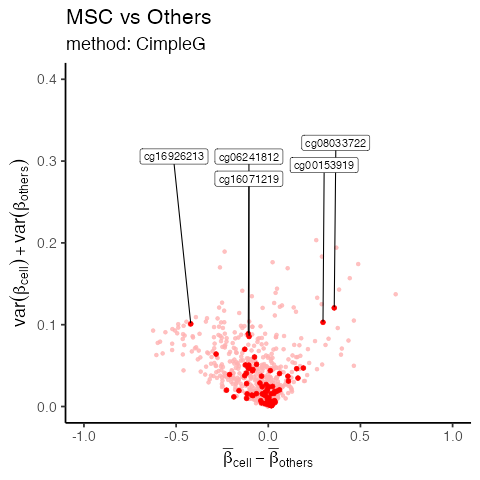 MSC vs Others
method: CimpleG
var(βcell) + var(βothers)
0.4
0.3
0.2
0.1
0.0
cg08033722
cg16926213
cg06241812
cg00153919
cg16071219
-1.0 -0.5 0.0 0.5 1.0
β̅cell − β̅others